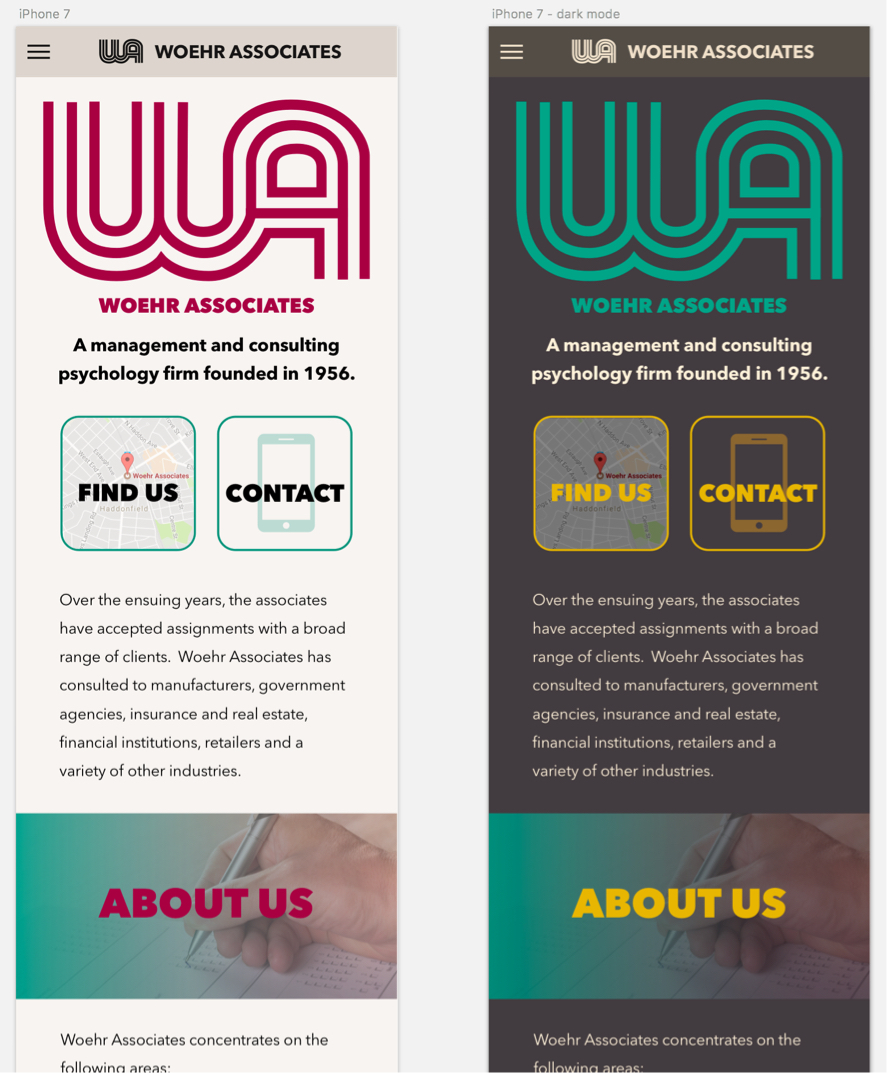 iPhone 7
WOEHR ASSOCIATES
WA
WOEHR ASSOCIATES
A management and consulting
psychology firm founded in 1956.
Woehr Associates
FIND US
Haddonfield
CONTACT
Over the ensuing years, the associates
have accepted assignments with a broad
range of clients.  Woehr Associates has
consulted to manufacturers, government
agencies, insurance and real estate,
financial institutions, retailers and a
variety of other industries.
ABOUT US
Woehr Associates concentrates on the
following areas:
iPhone 7 - dark mode
WOEHR ASSOCIATES
WA
WOEHR ASSOCIATES
A management and consulting
psychology firm founded in 1956.
Woehr Associates
FIND US
Haddonfield
CONTACT
Over the ensuing years, the associates
have accepted assignments with a broad
range of clients.  Woehr Associates has
consulted to manufacturers, government
agencies, insurance and real estate,
financial institutions, retailers and a
variety of other industries.
ABOUT US
Woehr Associates concentrates on the
following areas: